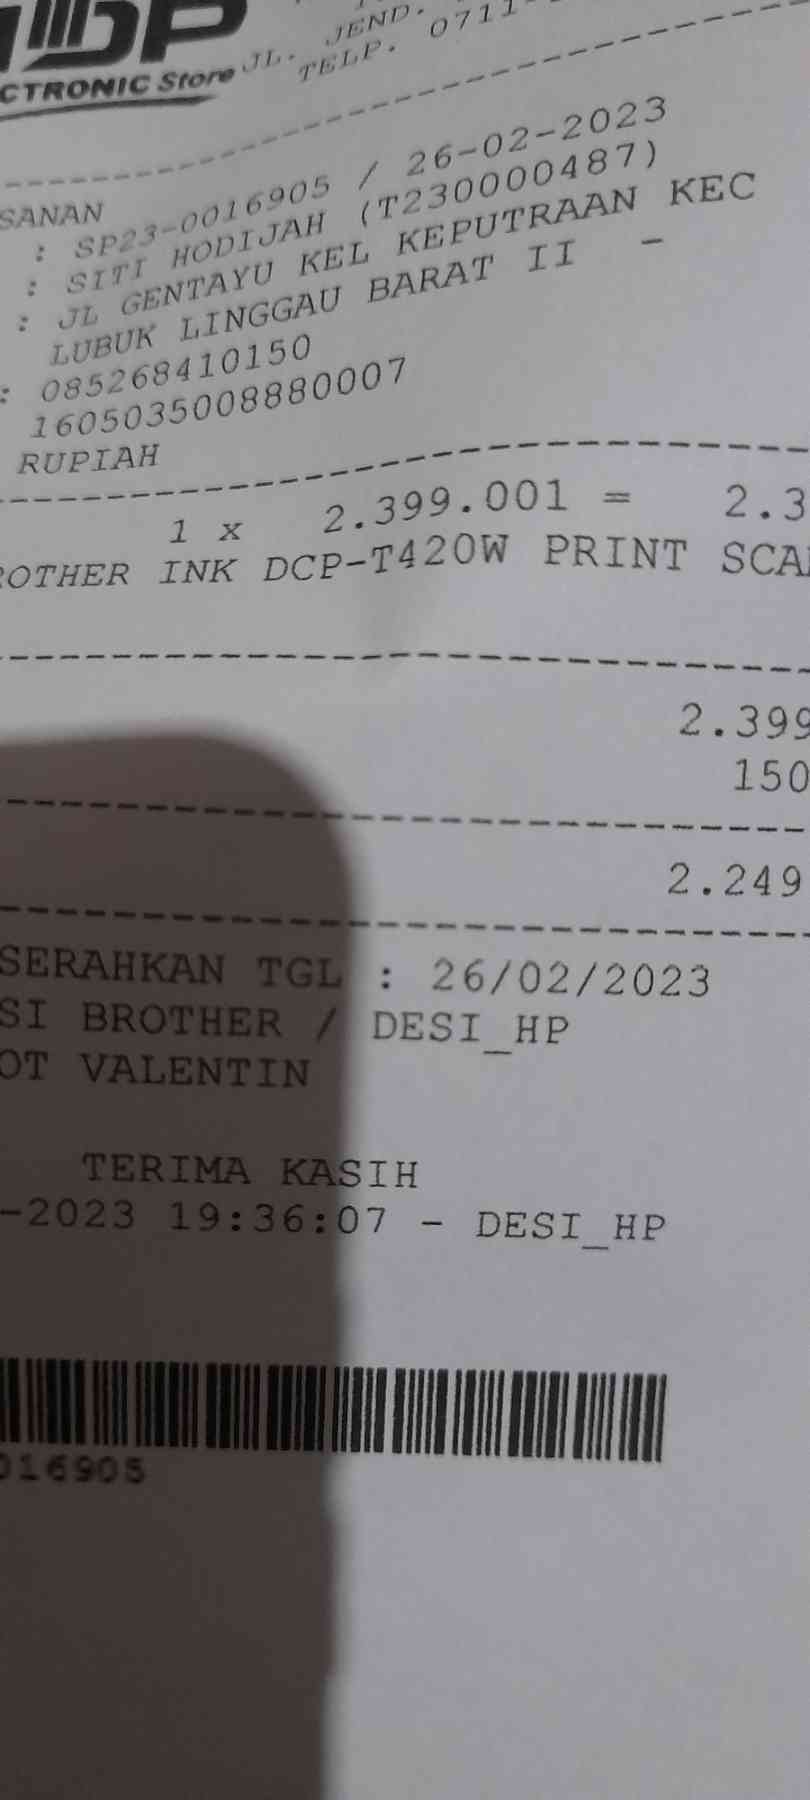 CTRONIC Store
JL. JEND.
TELP. 0711-
SANAN
: SP23-0016905 / 26-02-2023
: SITI HODIJAH (T230000487)
: JL GENTAYU KEL KEPUTRAAN KEC
LUBUK LINGGAU BARAT II -
: 085268410150
1605035008880007
RUPIAH
1 x 2.399.001 = 2.3
ROTHER INK DCP-T420W PRINT SCA
2.399
150
2.249
SERAHKAN TGL : 26/02/2023
SI BROTHER / DESI_HP
OT VALENTIN
TERIMA KASIH
-2023 19:36:07 - DESI_HP
016905